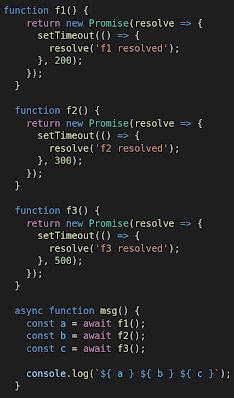 function f1() {
    return new Promise(resolve => {
      setTimeout(() => {
        resolve('f1 resolved');
      }, 200);
    });
  }

  function f2() {
    return new Promise(resolve => {
      setTimeout(() => {
        resolve('f2 resolved');
      }, 300);
    });
  }

  function f3() {
    return new Promise(resolve => {
      setTimeout(() => {
        resolve('f3 resolved');
      }, 500);
    });
  }

  async function msg() {
    const a = await f1();
    const b = await f2();
    const c = await f3();

    console.log(`${ a } ${ b } ${ c }`);
  }